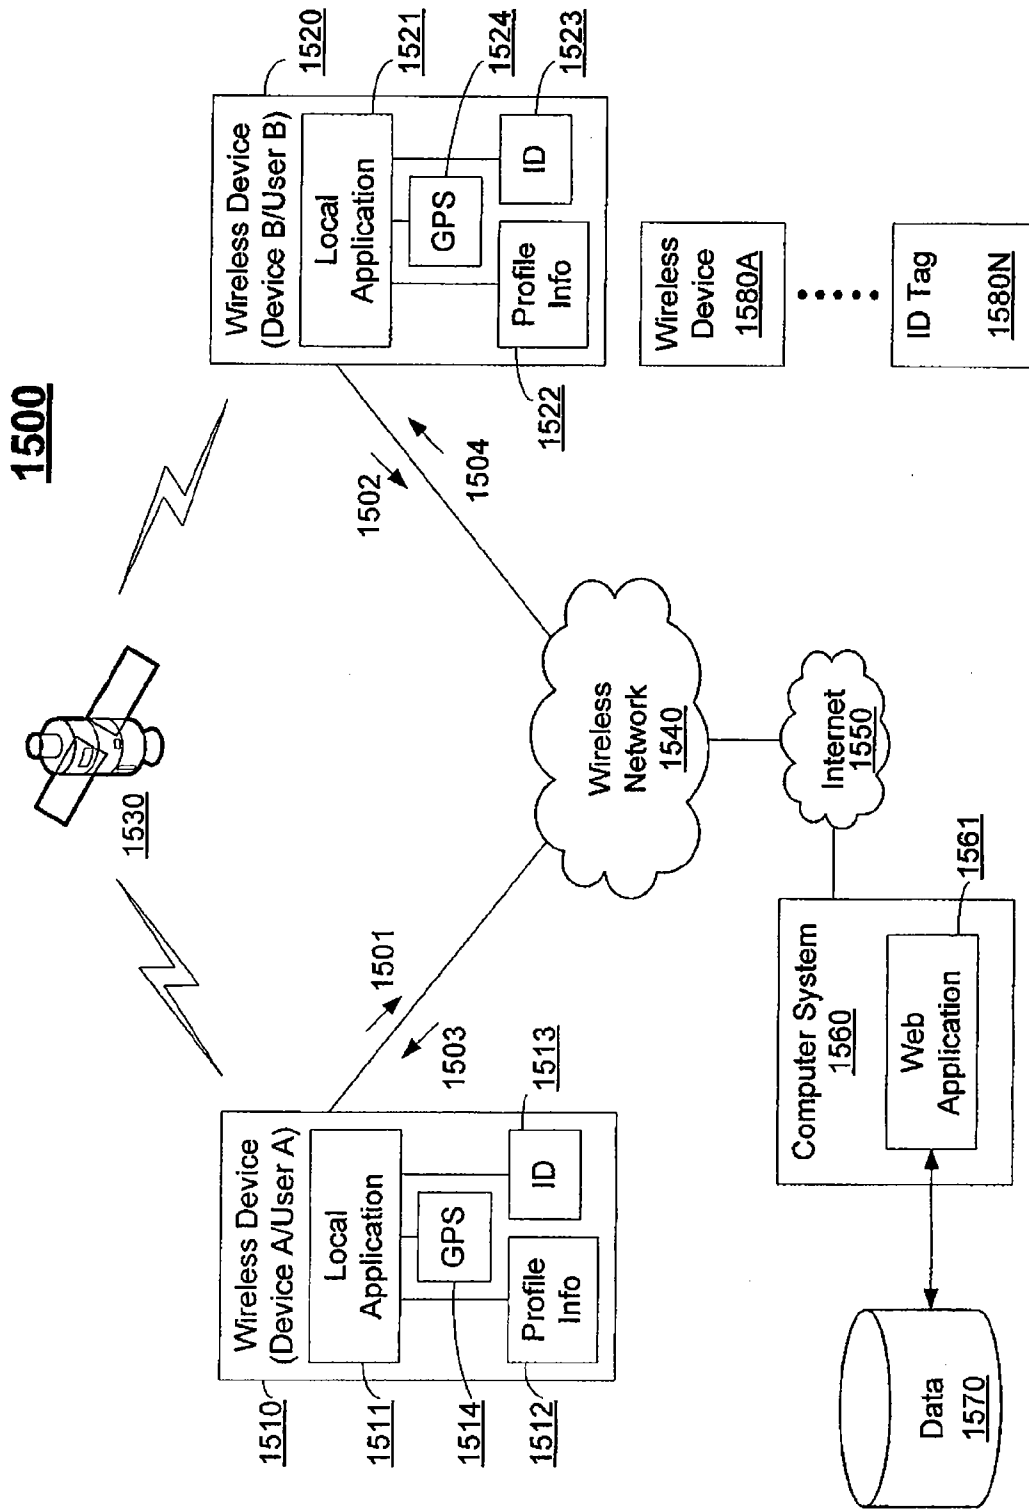 1500
1530
Wireless Device
(Device A/User A)
Local
Application
GPS
Profile
Info
ID
1510
1511
1514
1512
1513
1501
1503
Wireless Device
(Device B/User B)
Local
Application
GPS
Profile
Info
ID
1520
1521
1524
1523
1522
1502
1504
Wireless
Network
1540
Internet
1550
Computer System
1560
Web
Application
1561
Data
1570
Wireless
Device
1580A
ID Tag
1580N